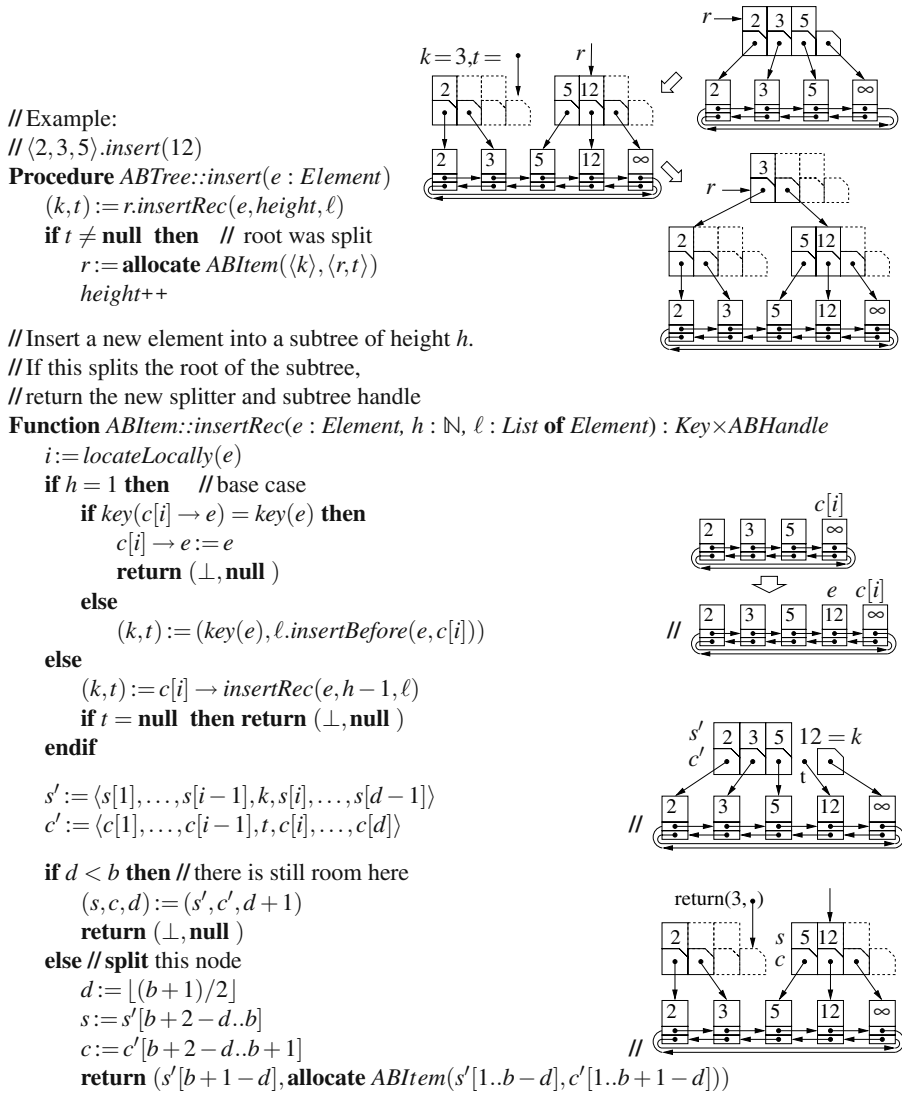 // Example:
// ⟨2,3,5⟩.insert(12)
Procedure ABTree::insert(e : Element)
(k,t) := r.insertRec(e,height,ℓ)
if t ≠ null then // root was split
r := allocate ABItem(⟨k⟩,⟨r,t⟩)
height++
k = 3,t =
r
2
5 12
2 3 5 12 ∞
r
2 3 5
2 3 5 ∞
r
3
2
5 12
2 3 5 12 ∞
// Insert a new element into a subtree of height h.
// If this splits the root of the subtree,
// return the new splitter and subtree handle
Function ABItem::insertRec(e : Element, h : ℕ, ℓ : List of Element) : Key×ABHandle
i := locateLocally(e)
if h = 1 then // base case
if key(c[i] → e) = key(e) then
c[i] → e := e
return (⊥,null )
else
(k,t) := (key(e),ℓ.insertBefore(e,c[i])) //
c[i]
2 3 5 ∞
e c[i]
2 3 5 12 ∞
else
(k,t) := c[i] → insertRec(e,h−1,ℓ)
if t = null then return (⊥,null )
endif
s′ := ⟨s[1],…,s[i−1],k,s[i],…,s[d−1]⟩
c′ := ⟨c[1],…,c[i−1],t,c[i],…,c[d]⟩ //
s′ 2 3 5 12 = k
c′ t
2 3 5 12 ∞
if d < b then // there is still room here
(s,c,d) := (s′,c′,d+1)
return (⊥,null )
else // split this node
d := ⌊(b+1)/2⌋
s := s′[b+2−d..b]
c := c′[b+2−d..b+1] //
return (s′[b+1−d],allocate ABItem(s′[1..b−d],c′[1..b+1−d]))
return(3, )
2 s 5 12
c
2 3 5 12 ∞